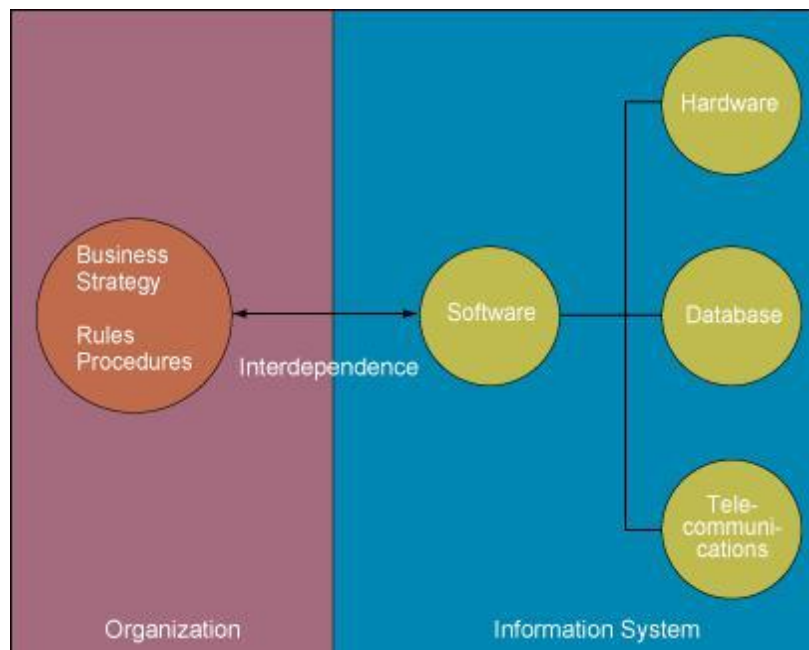 Business
Strategy
Rules
Procedures
Interdependence
Software
Hardware
Database
Tele-
communi-
cations
Organization
Information System